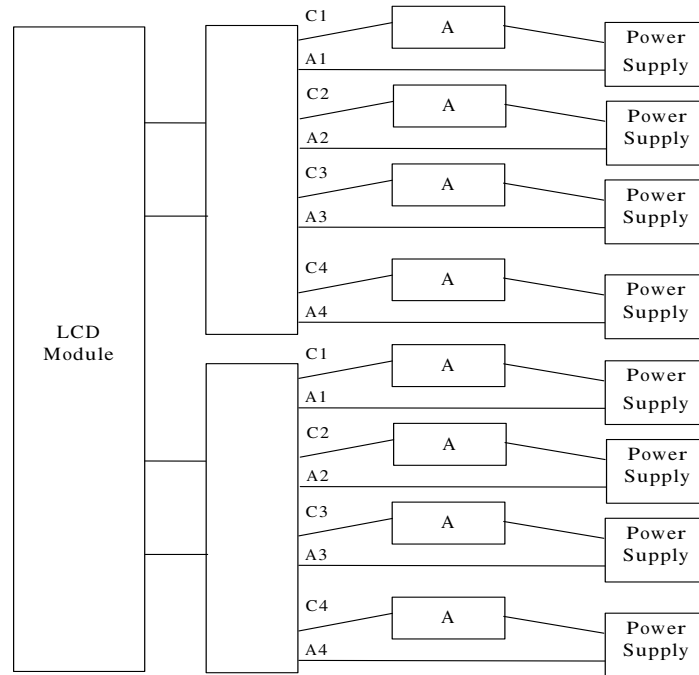 C1
A
Power
Supply
A1
C2
A
Power
Supply
A2
C3
A
Power
Supply
A3
C4
A
Power
Supply
A4
LCD
Module
C1
A
Power
Supply
A1
C2
A
Power
Supply
A2
C3
A
Power
Supply
A3
C4
A
Power
Supply
A4